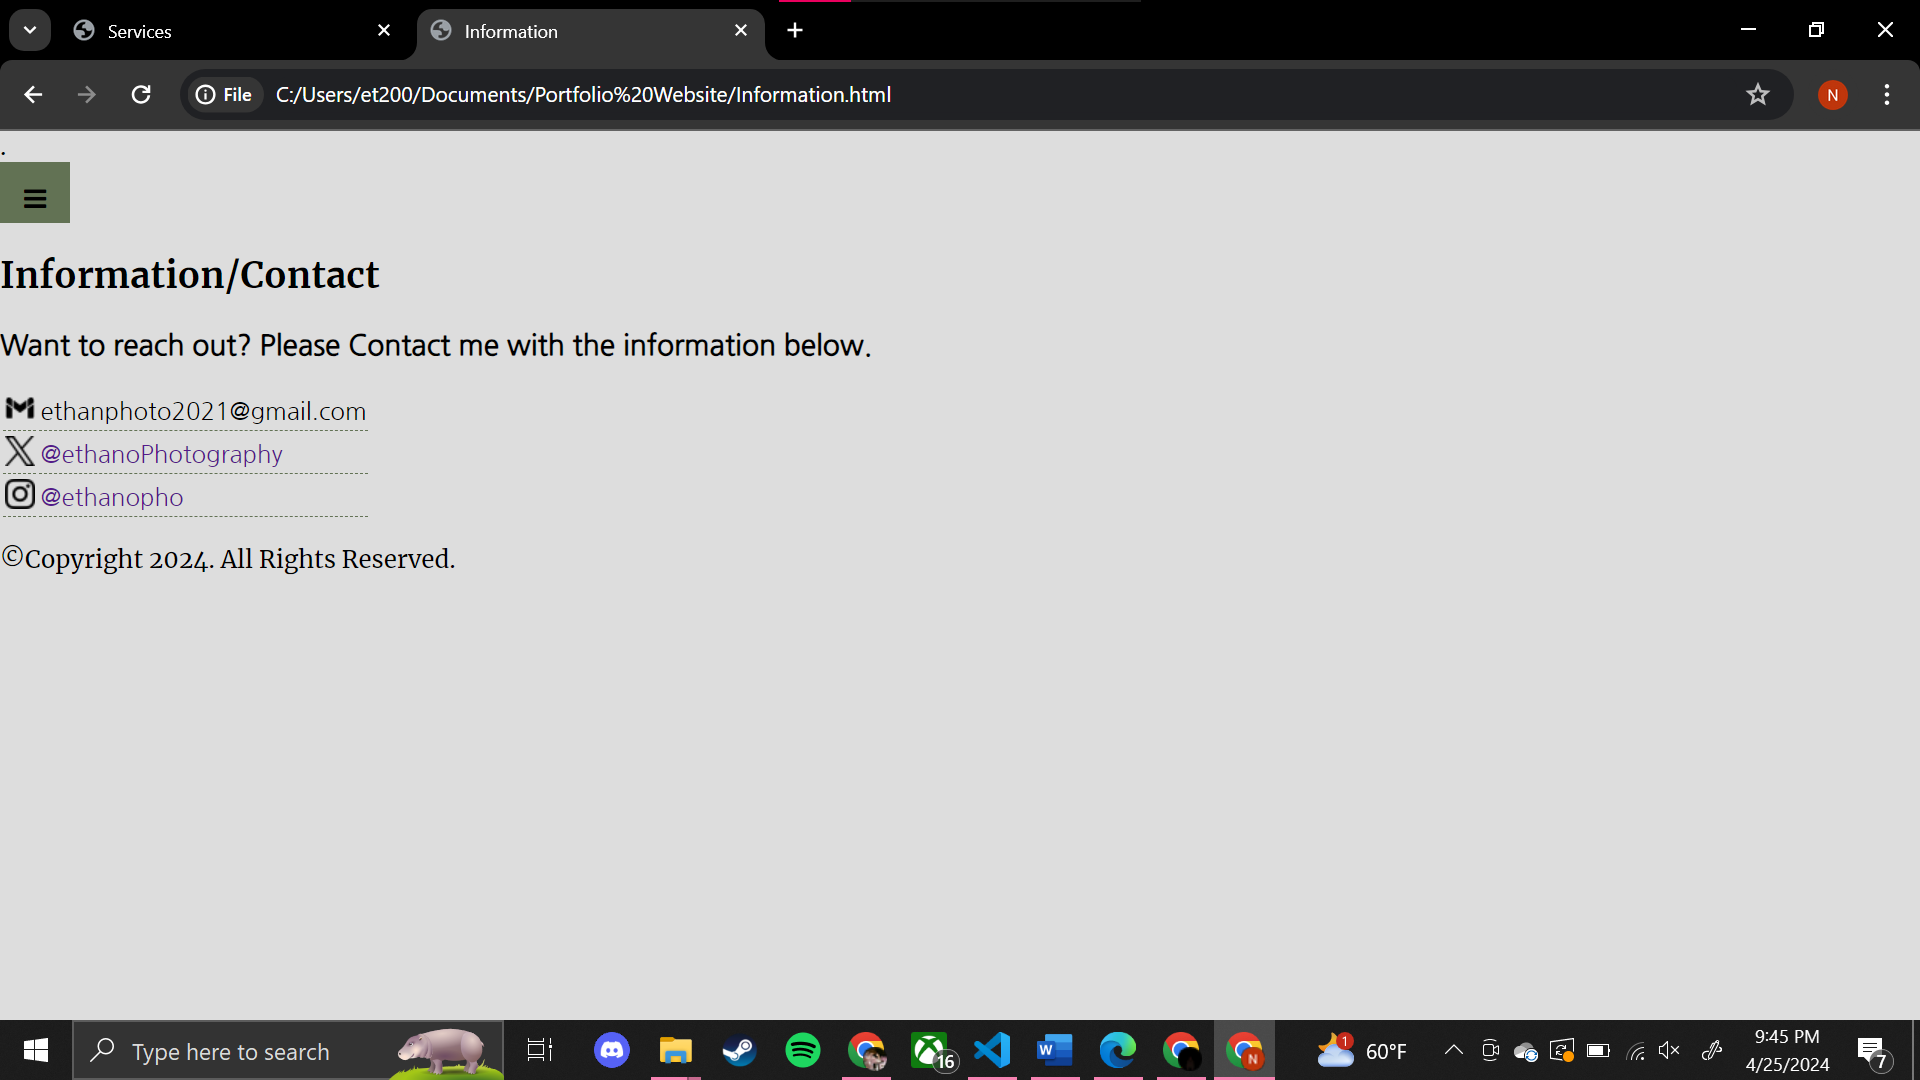 Services
Information
File
C:/Users/et200/Documents/Portfolio%20Website/Information.html
N
.
Information/Contact
Want to reach out? Please Contact me with the information below.
ethanphoto2021@gmail.com
@ethanoPhotography
@ethanopho
©Copyright 2024. All Rights Reserved.
Type here to search
W
16
N
1
60°F
9:45 PM
4/25/2024
7